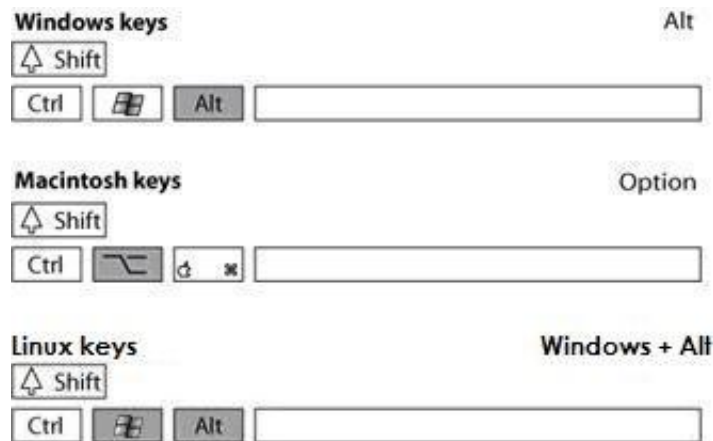 Windows keys Alt
Shift
Ctrl Alt
Macintosh keys Option
Shift
Ctrl
Linux keys Windows + Alt
Shift
Ctrl Alt